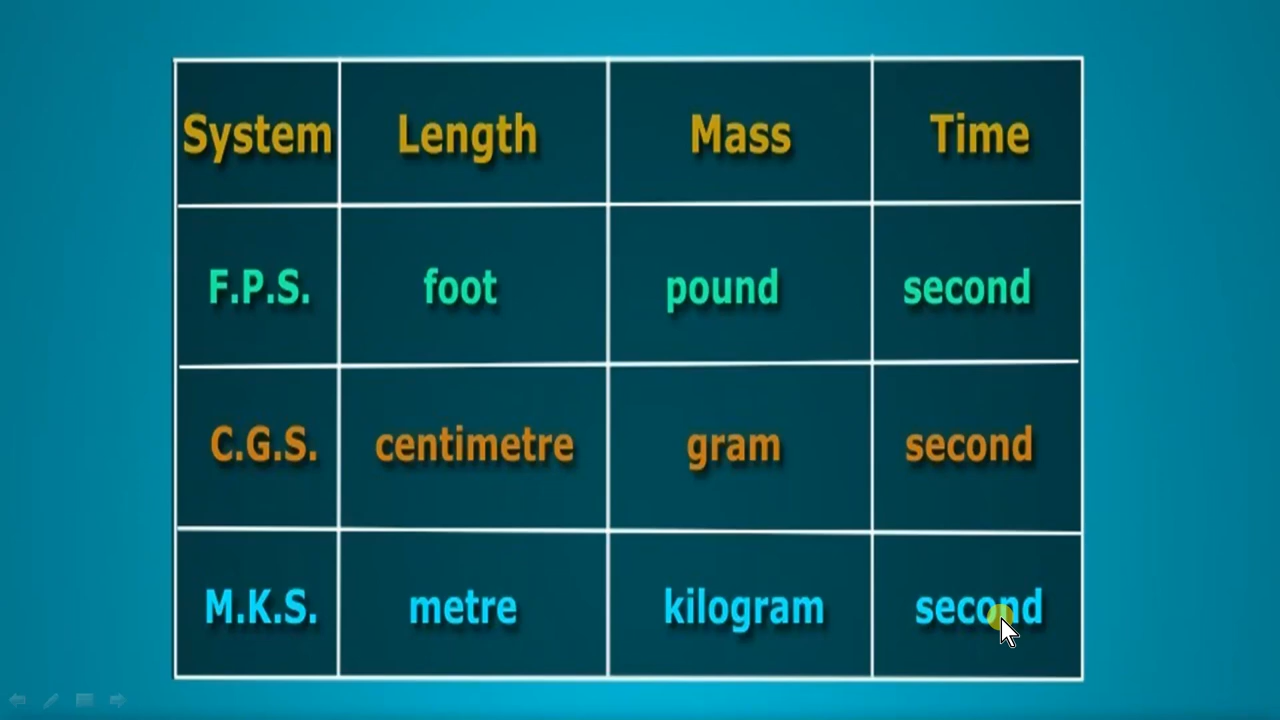 System Length Mass Time
F.P.S. foot pound second
C.G.S. centimetre gram second
M.K.S. metre kilogram second